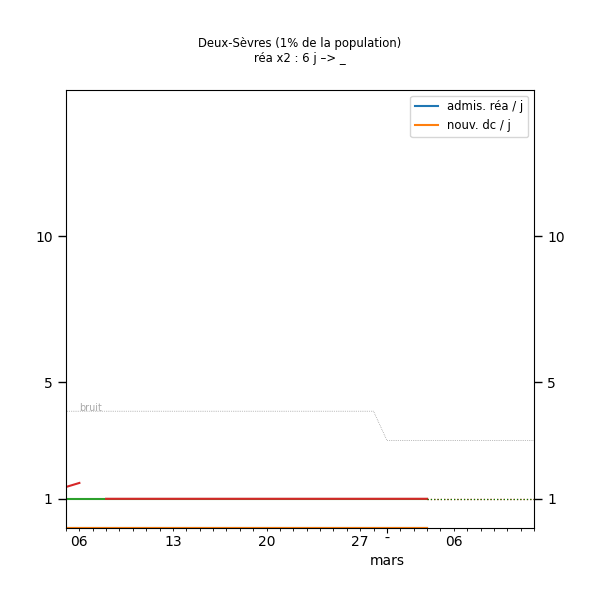 Deux-Sèvres (1% de la population)
réa x2 : 6 j –> _
admis. réa / j
nouv. dc / j
10 10
5 5
bruit
1 1
06 13 20 27 - 06
mars